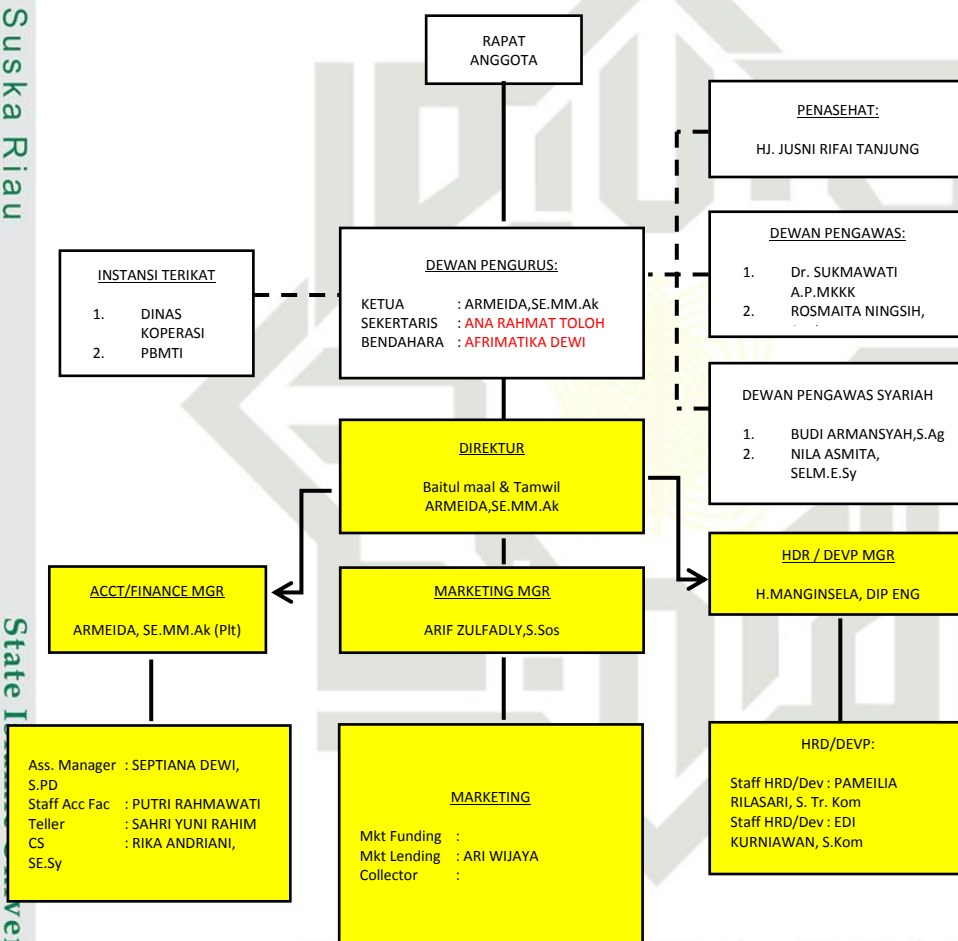 Suska Riau
State
RAPAT
ANGGOTA
PENASEHAT:
HJ. JUSNI RIFAI TANJUNG
DEWAN PENGAWAS:
1. Dr. SUKMAWATI
A.P.MKKK
2. ROSMAITA NINGSIH,
INSTANSI TERIKAT
1. DINAS
KOPERASI
2. PBMTI
DEWAN PENGURUS:
KETUA : ARMEIDA,SE.MM.Ak
SEKERTARIS : ANA RAHMAT TOLOH
BENDAHARA : AFRIMATIKA DEWI
DEWAN PENGAWAS SYARIAH
1. BUDI ARMANSYAH,S.Ag
2. NILA ASMITA,
SELM.E.Sy
DIREKTUR
Baitul maal & Tamwil
ARMEIDA,SE.MM.Ak
ACCT/FINANCE MGR
ARMEIDA, SE.MM.Ak (Plt)
MARKETING MGR
ARIF ZULFADLY,S.Sos
HDR / DEVP MGR
H.MANGINSELA, DIP ENG
Ass. Manager : SEPTIANA DEWI,
S.PD
Staff Acc Fac : PUTRI RAHMAWATI
Teller : SAHRI YUNI RAHIM
CS : RIKA ANDRIANI,
SE.Sy
MARKETING
Mkt Funding :
Mkt Lending : ARI WIJAYA
Collector :
HRD/DEVP:
Staff HRD/Dev : PAMEILIA
RILASARI, S. Tr. Kom
Staff HRD/Dev : EDI
KURNIAWAN, S.Kom